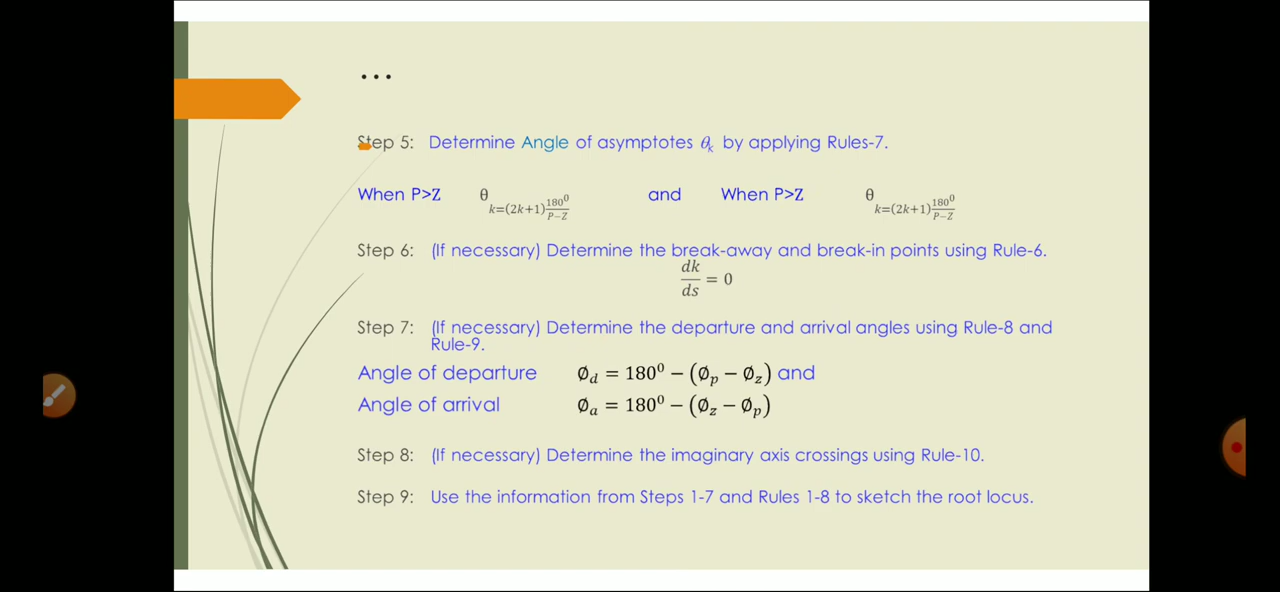 ...
Step 5: Determine Angle of asymptotes θₖ by applying Rules-7.
When P>Z θ k=(2k+1)180⁰/P−Z and When P>Z θ k=(2k+1)180⁰/P−Z
Step 6: (If necessary) Determine the break-away and break-in points using Rule-6.
dk/ds = 0
Step 7: (If necessary) Determine the departure and arrival angles using Rule-8 and
Rule-9.
Angle of departure ∅d = 180⁰ − (∅p − ∅z) and
Angle of arrival ∅a = 180⁰ − (∅z − ∅p)
Step 8: (If necessary) Determine the imaginary axis crossings using Rule-10.
Step 9: Use the information from Steps 1-7 and Rules 1-8 to sketch the root locus.